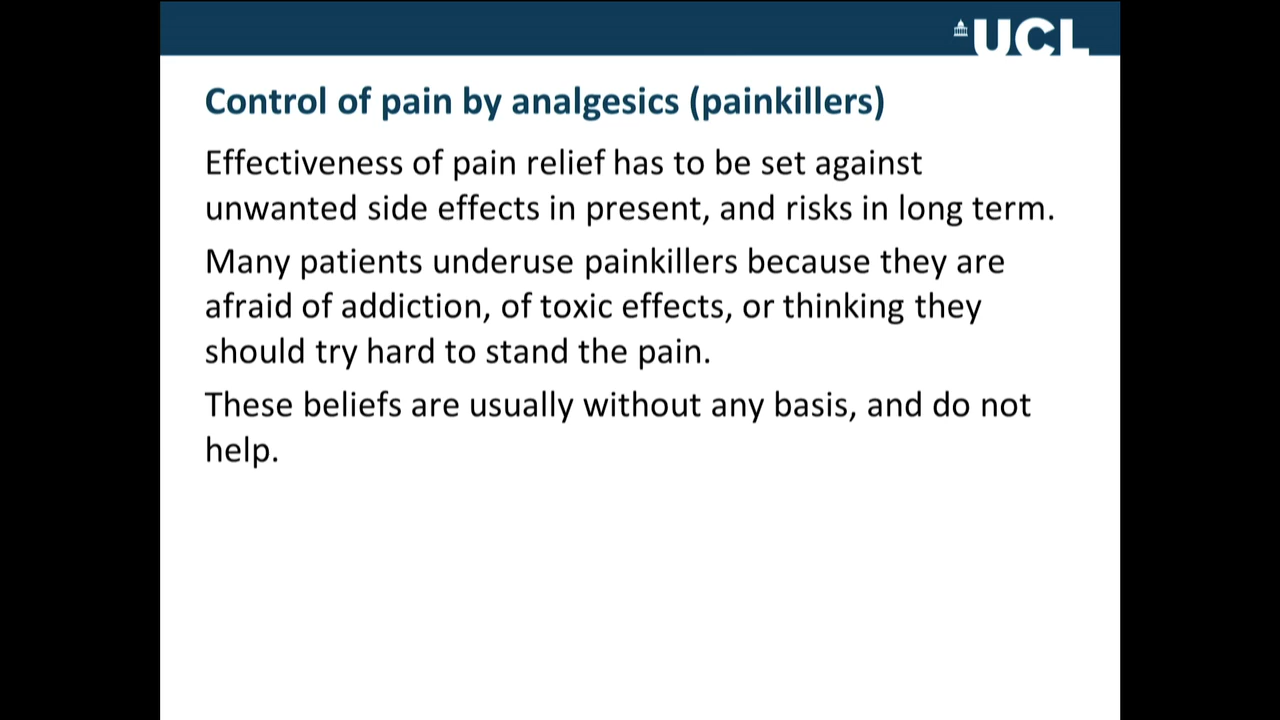 UCL
Control of pain by analgesics (painkillers)
Effectiveness of pain relief has to be set against
unwanted side effects in present, and risks in long term.
Many patients underuse painkillers because they are
afraid of addiction, of toxic effects, or thinking they
should try hard to stand the pain.
These beliefs are usually without any basis, and do not
help.